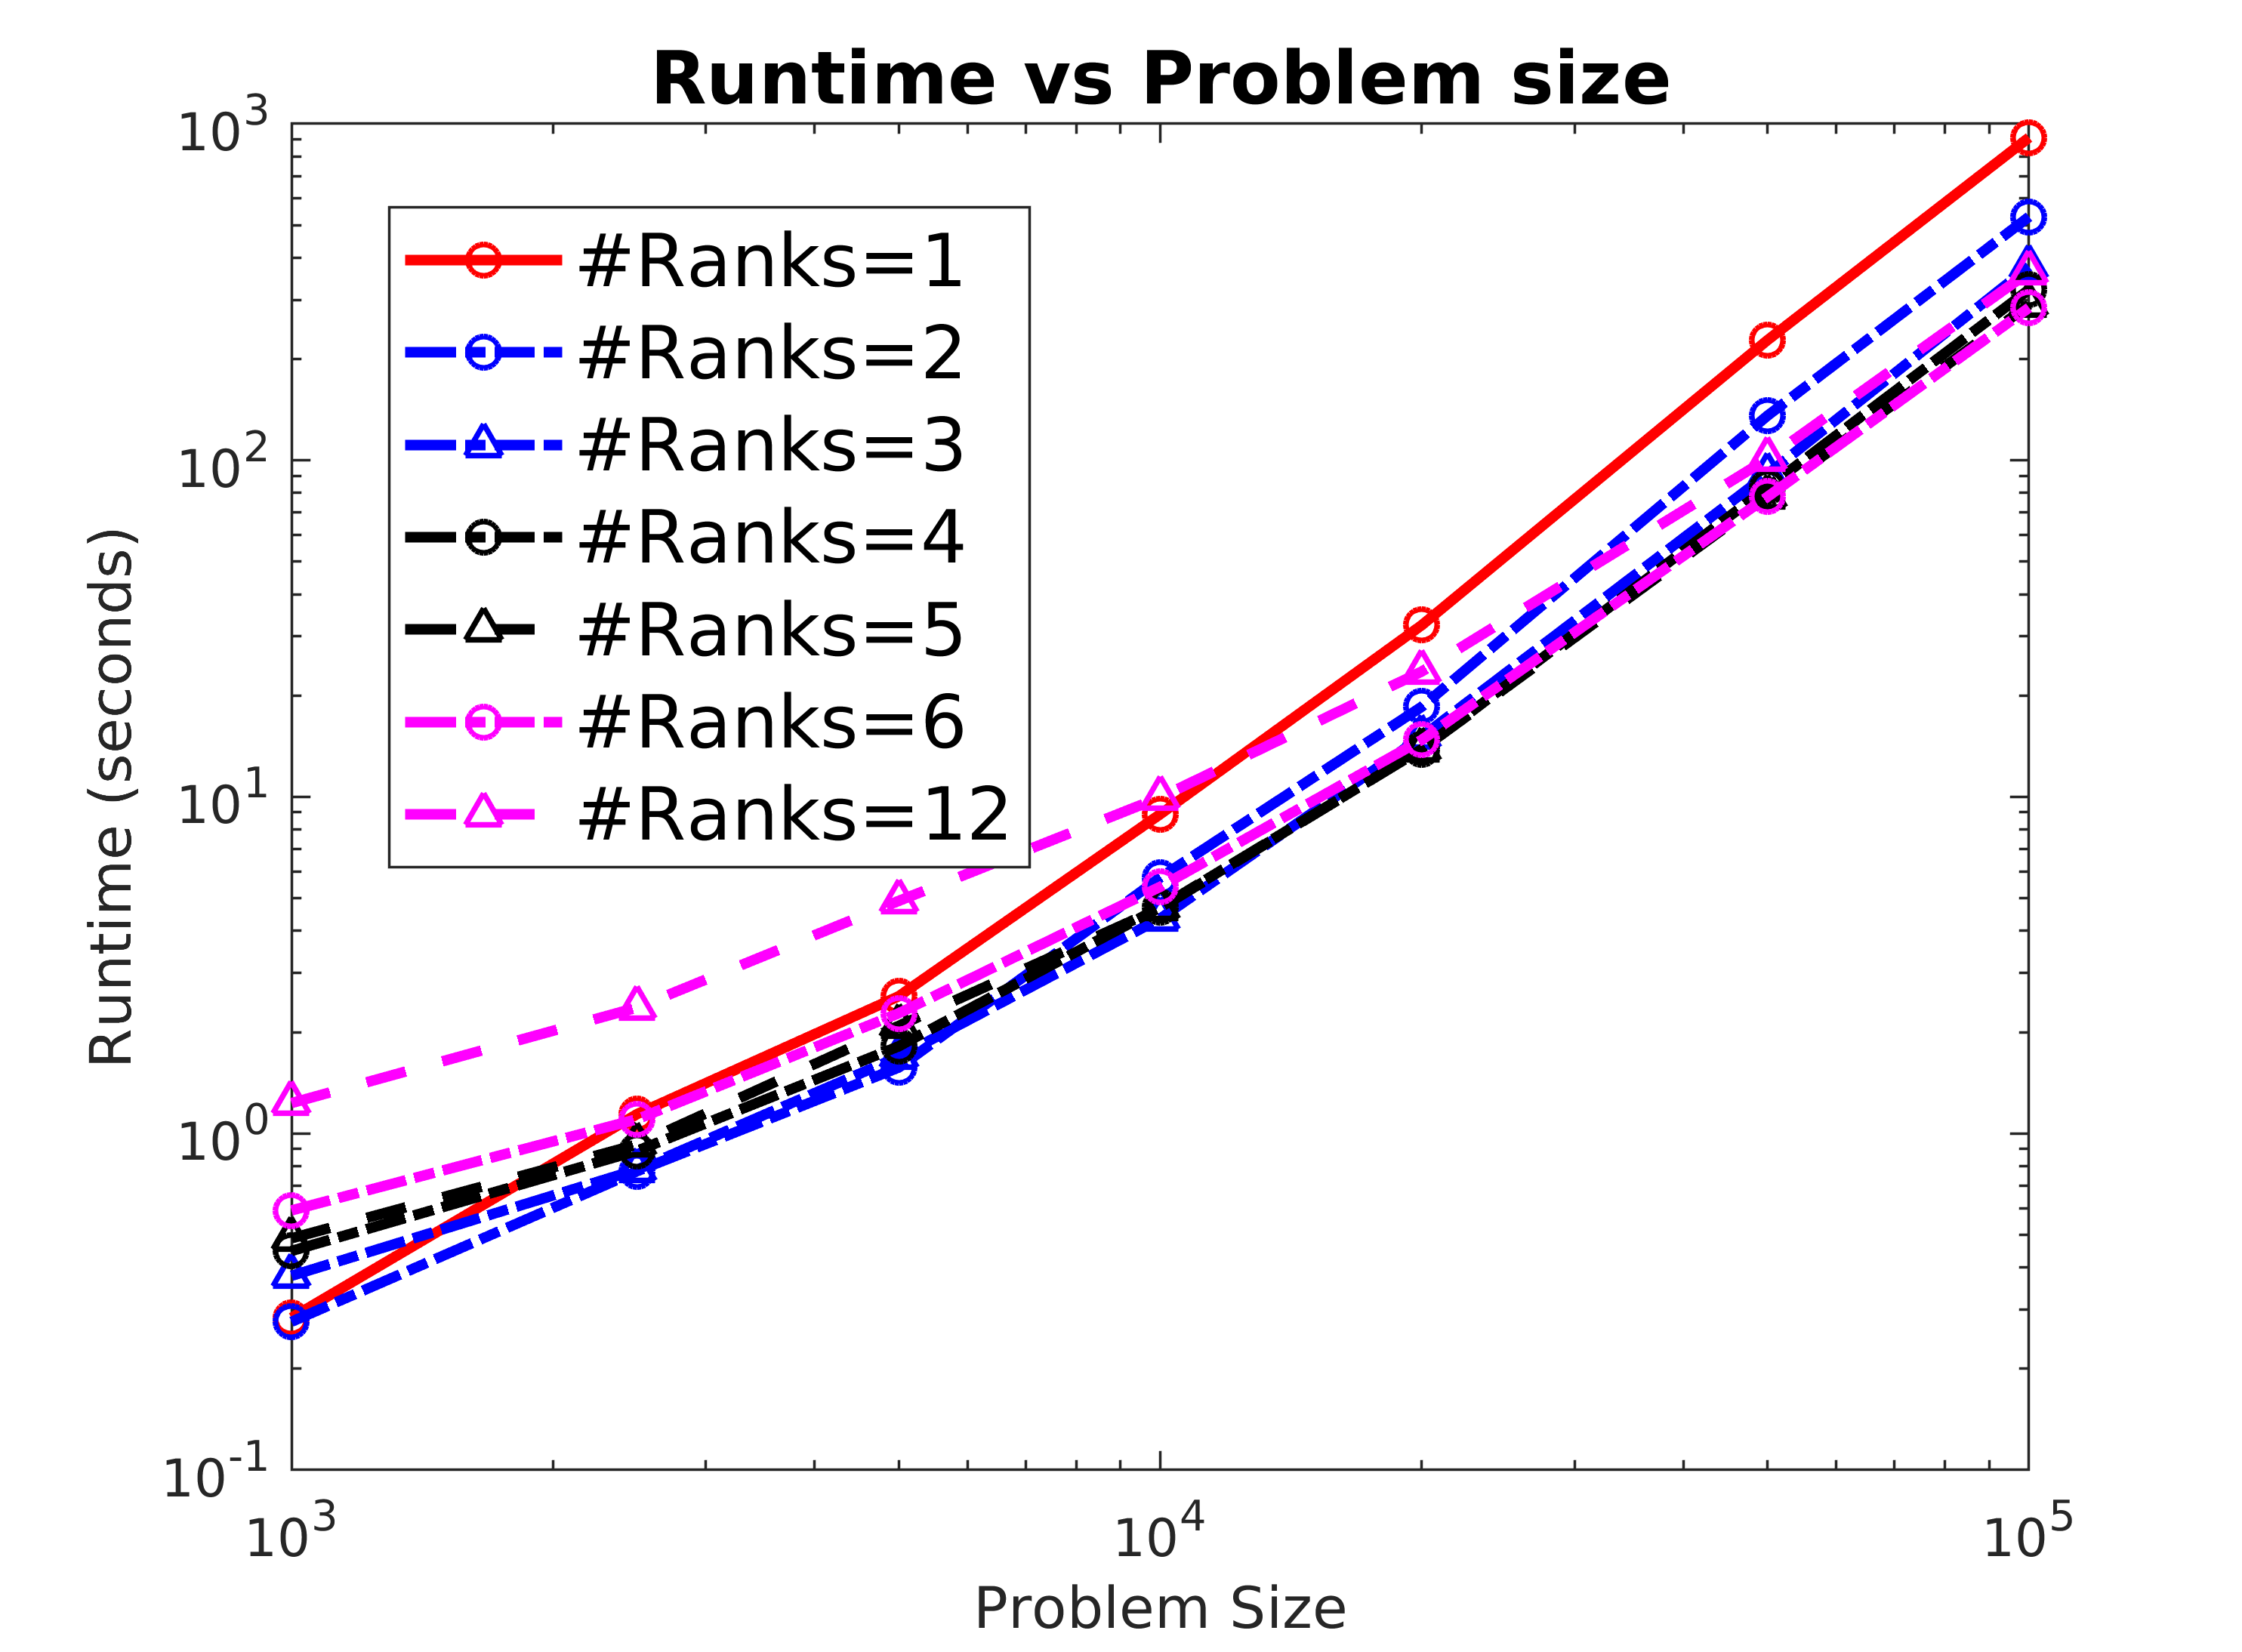 Runtime vs Problem size
10^3
10^2
10^1
10^0
10^-1
Runtime (seconds)
#Ranks=1
#Ranks=2
#Ranks=3
#Ranks=4
#Ranks=5
#Ranks=6
#Ranks=12
10^3 10^4 10^5
Problem Size